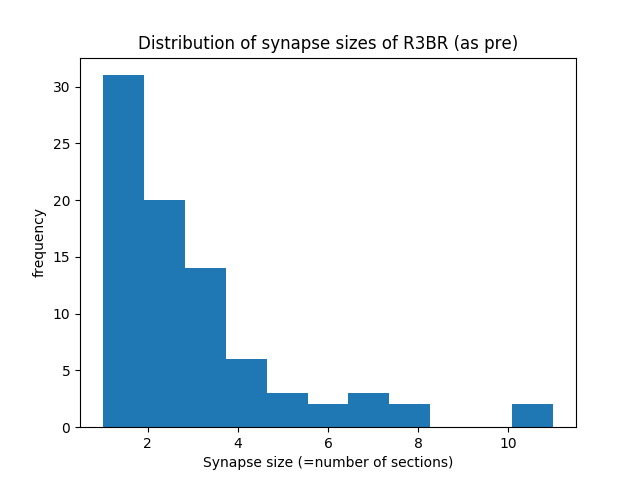 Distribution of synapse sizes of R3BR (as pre)
30
25
20
15
10
5
0
frequency
2 4 6 8 10
Synapse size (=number of sections)